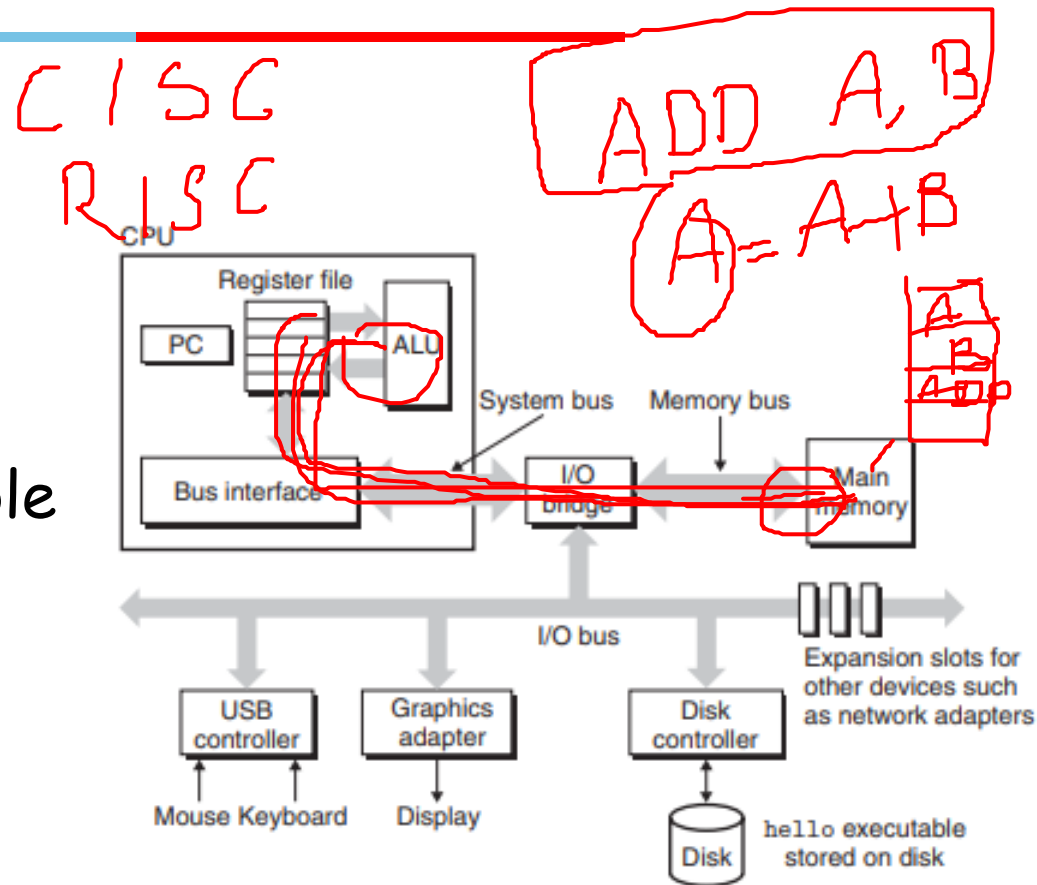 CISC
RISC
ADD A, B
A = A+B
A
B
ADD
CPU
Register file
PC
ALU
System bus
Memory bus
Bus interface
I/O
bridge
Main
memory
I/O bus
Expansion slots for
other devices such
as network adapters
USB
controller
Graphics
adapter
Disk
controller
Mouse Keyboard
Display
Disk
hello executable
stored on disk